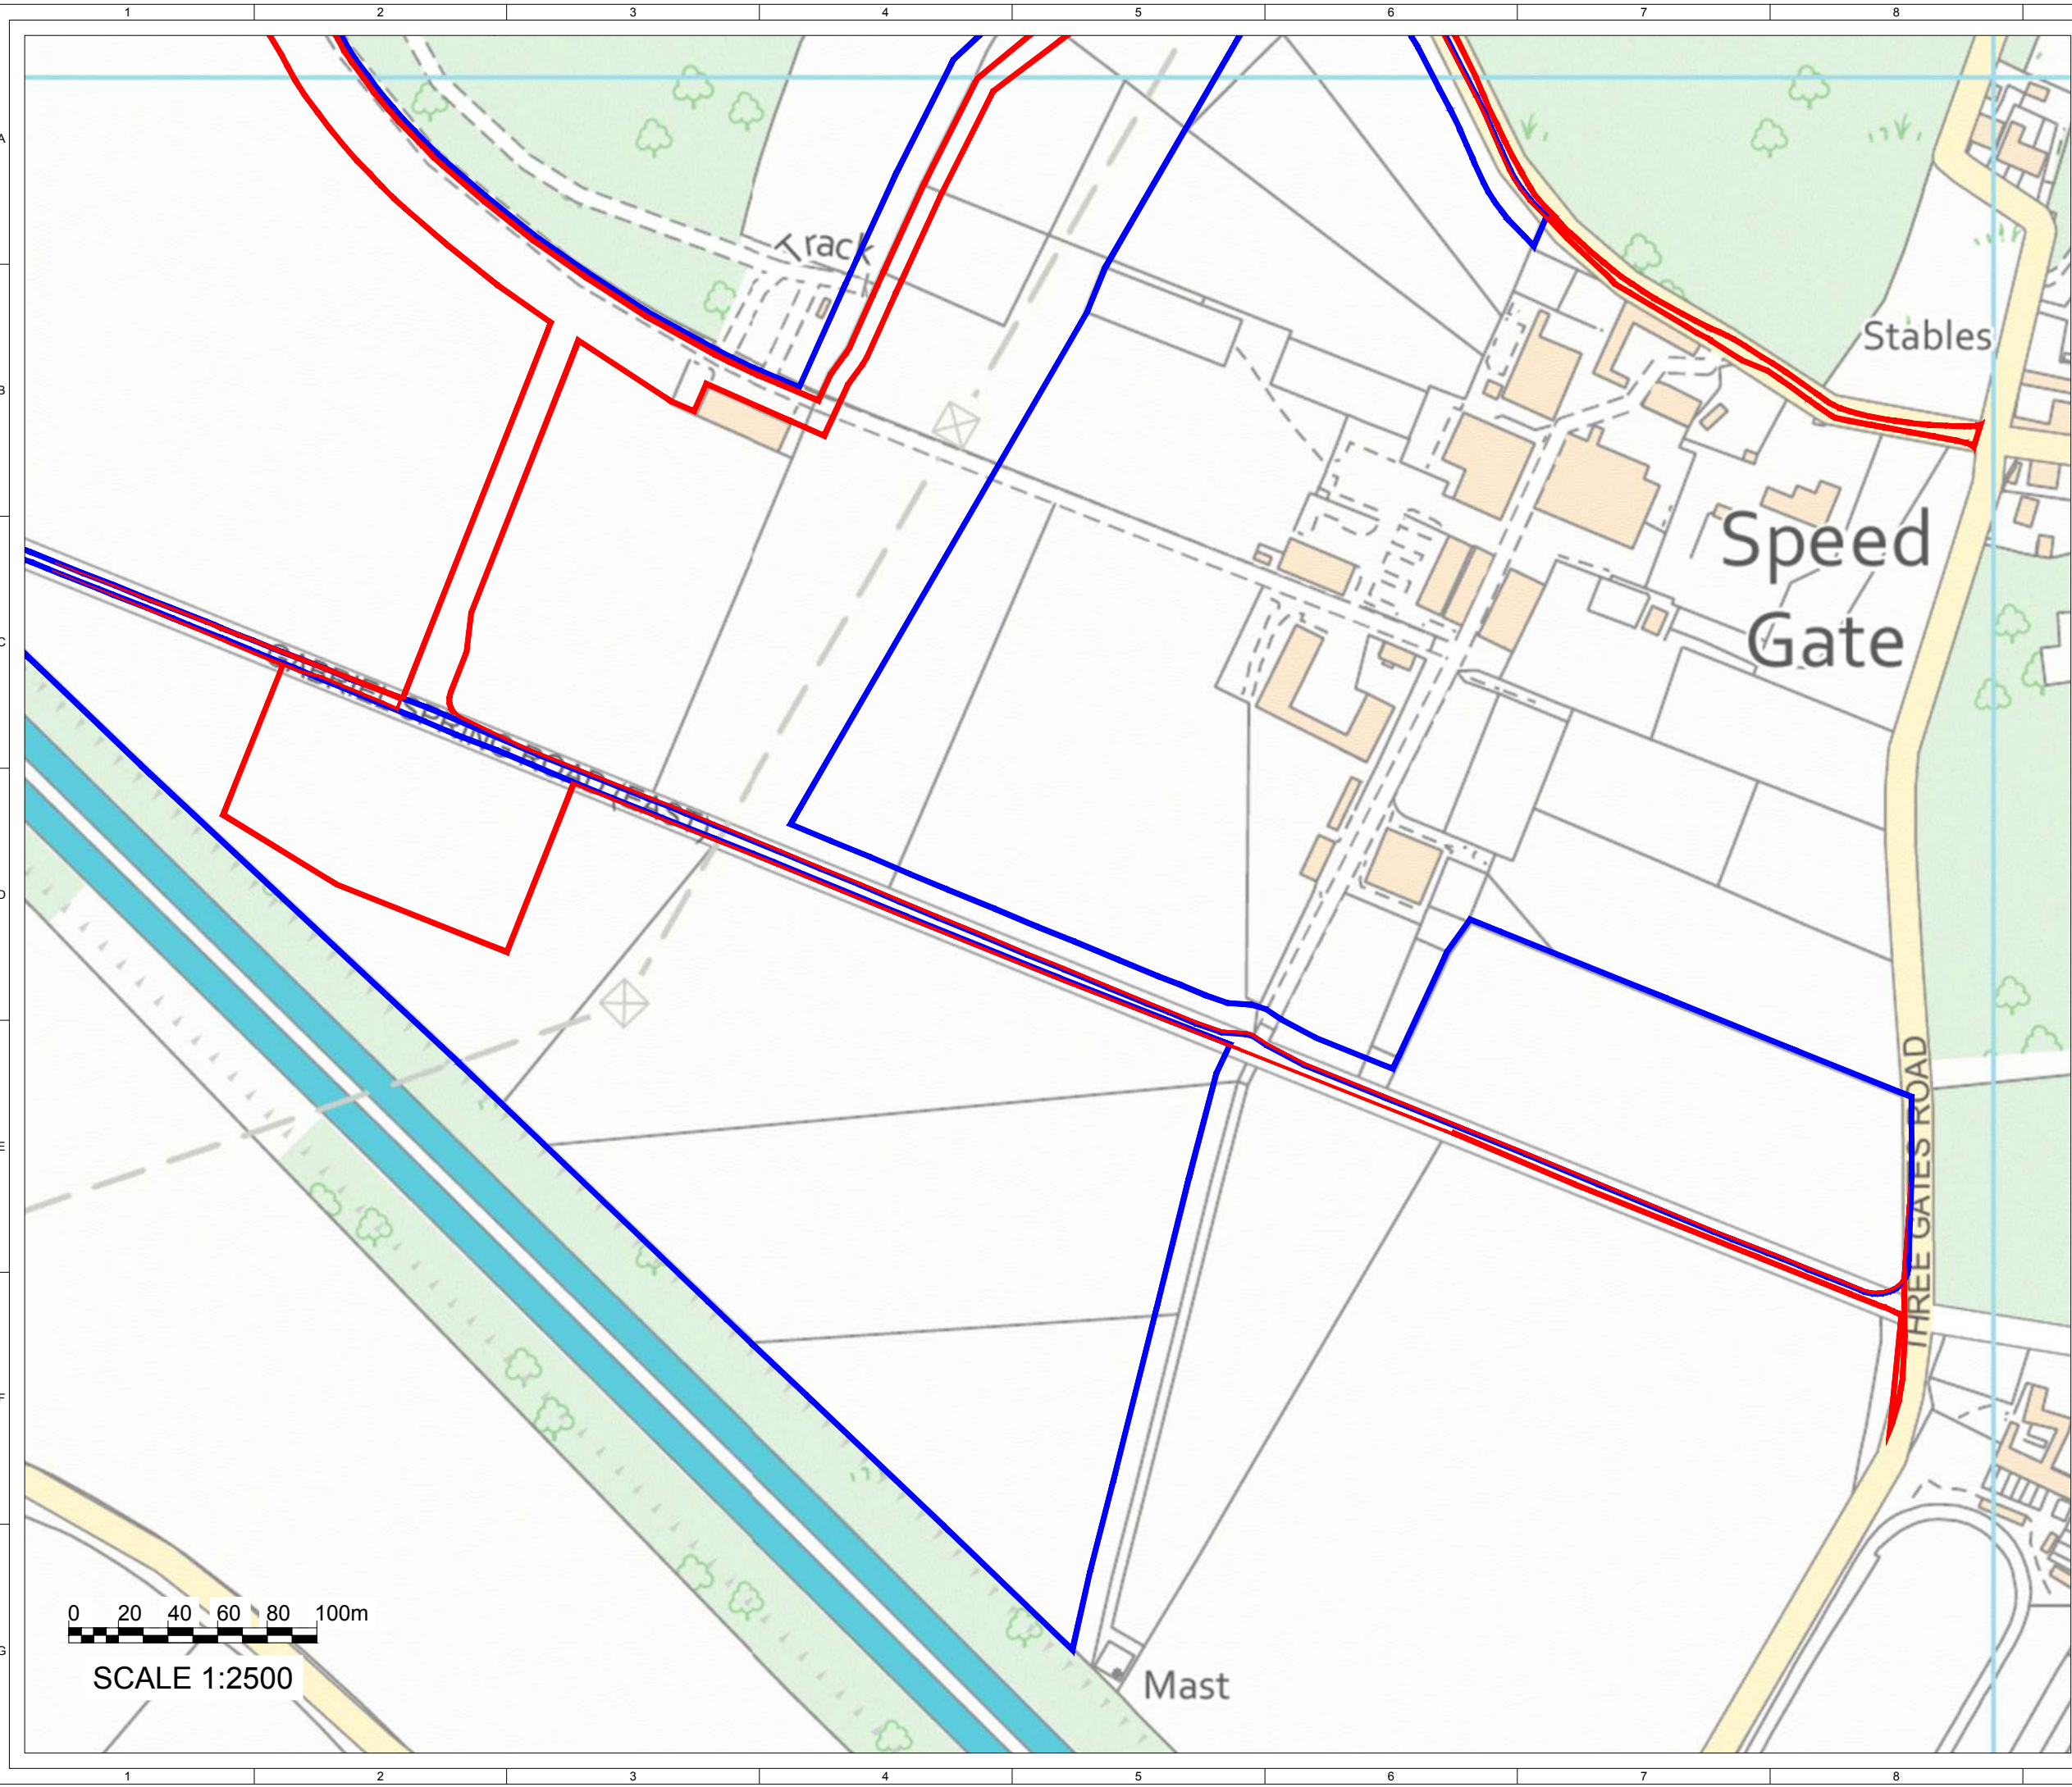 1 2 3 4 5 6 7 8
A
Track
Stables
B
Speed
Gate
C
D
THREE GATES ROAD
E
F
0 20 40 60 80 100m
SCALE 1:2500
G
Mast
1 2 3 4 5 6 7 8